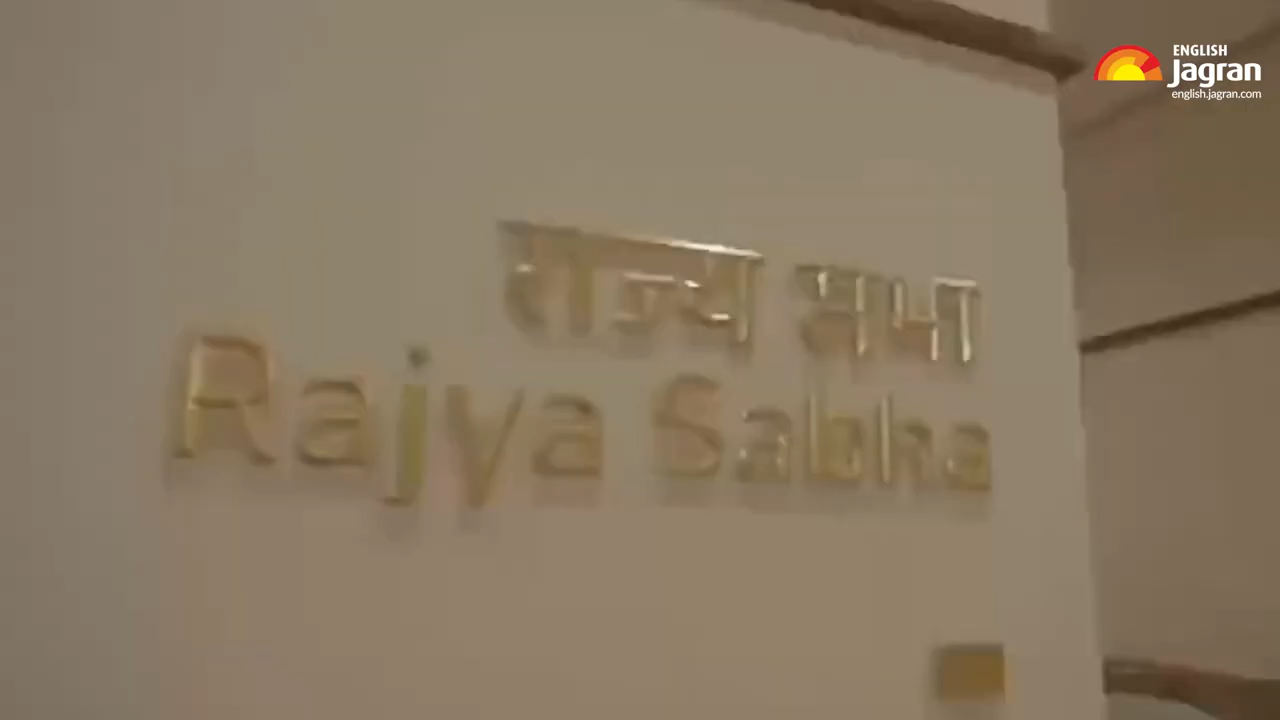 ENGLISH
Jagran
english.jagran.com
राज्य सभा
Rajya Sabha